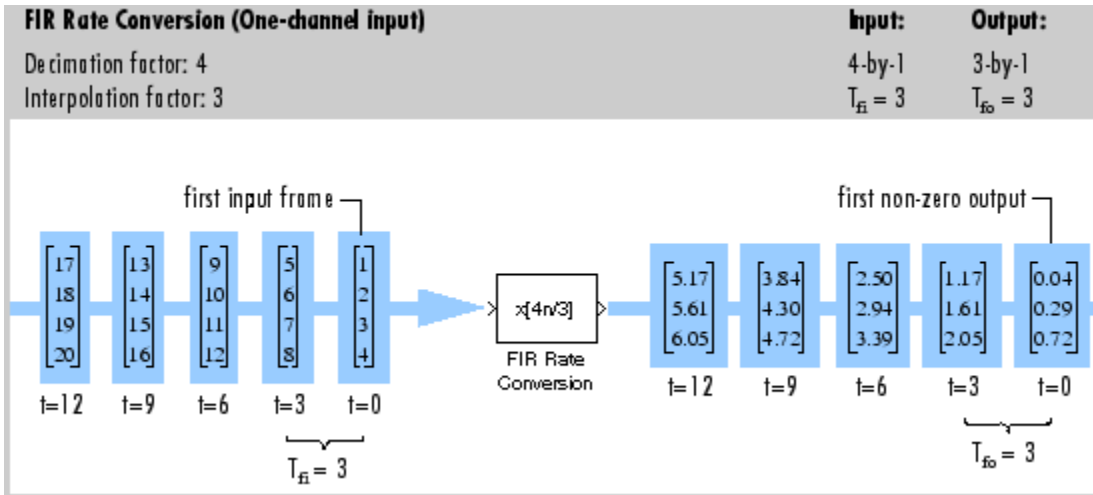 FIR Rate Conversion (One-channel input) Input: Output:
Decimation factor: 4 4-by-1 3-by-1
Interpolation factor: 3 Tfi = 3 Tfo = 3
first input frame first non-zero output
17 13 9 5 1 5.17 3.84 2.50 1.17 0.04
18 14 10 6 2 x[4n/3] 5.61 4.30 2.94 1.61 0.29
19 15 11 7 3 6.05 4.72 3.39 2.05 0.72
20 16 12 8 4
FIR Rate
Conversion
t=12 t=9 t=6 t=3 t=0 t=12 t=9 t=6 t=3 t=0
Tfi = 3 Tfo = 3